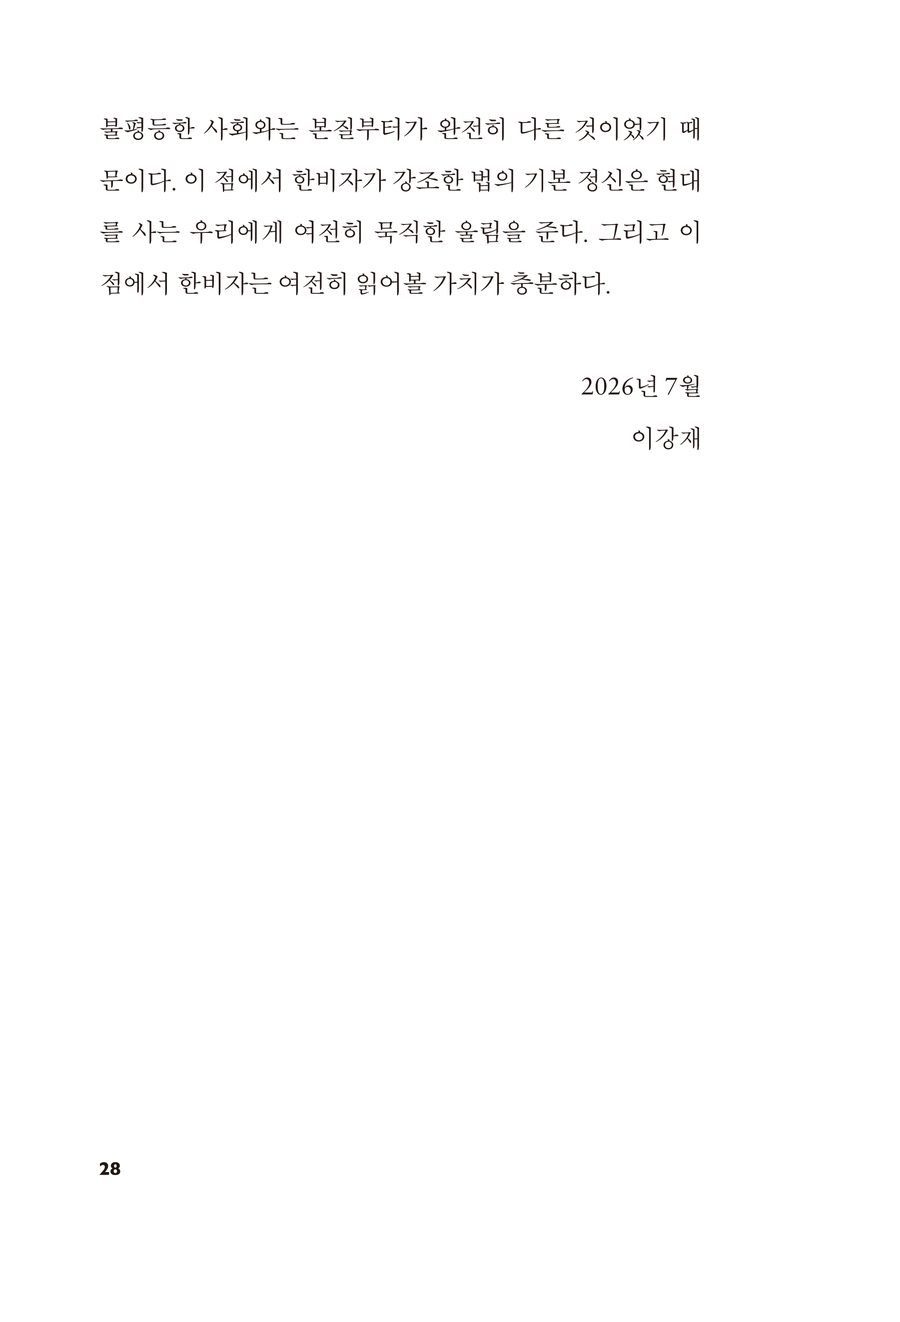 불평등한 사회와는 본질부터가 완전히 다른 것이었기 때
문이다. 이 점에서 한비자가 강조한 법의 기본 정신은 현대
를 사는 우리에게 여전히 묵직한 울림을 준다. 그리고 이
점에서 한비자는 여전히 읽어볼 가치가 충분하다.
2026년 7월
이강재
28